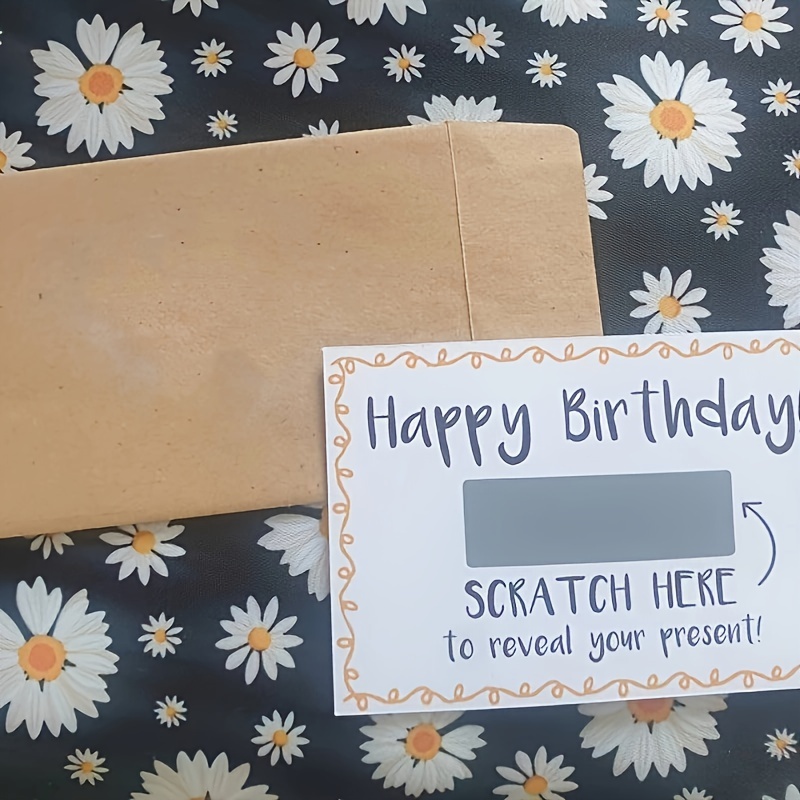 Happy Birthday!
SCRATCH HERE
to reveal your present!